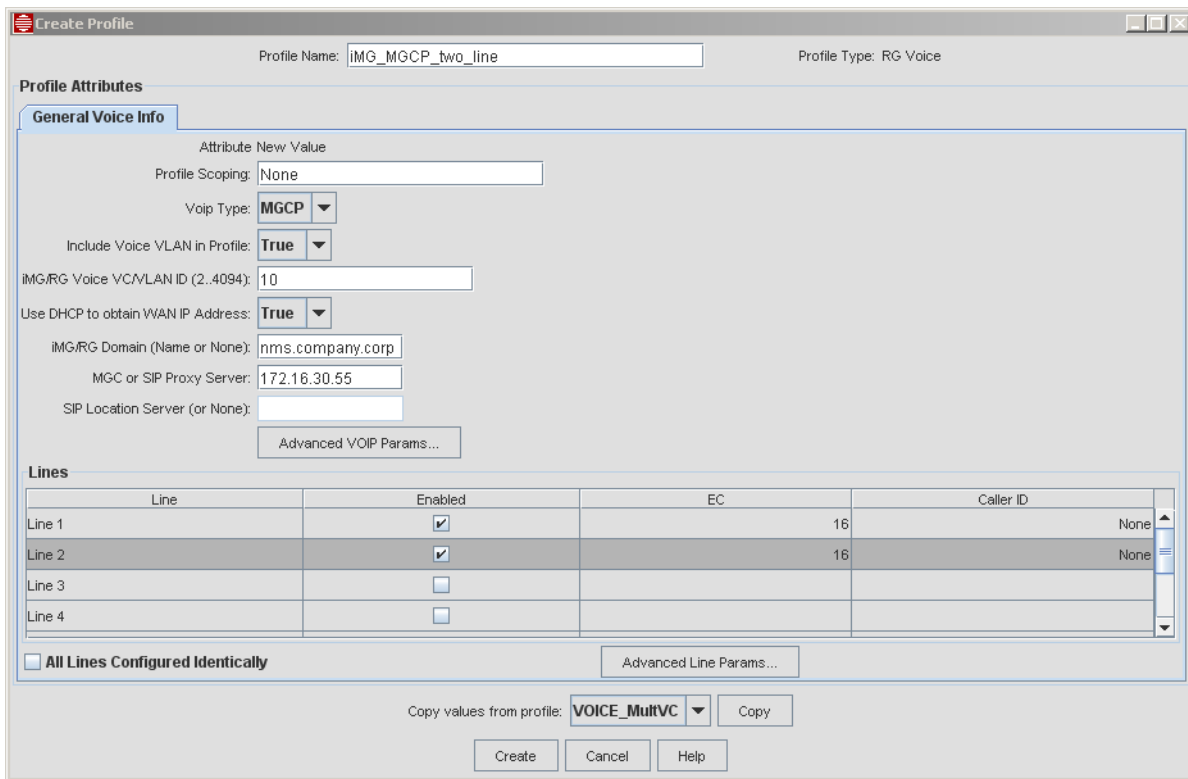 Create Profile
Profile Name: iMG_MGCP_two_line Profile Type: RG Voice
Profile Attributes
General Voice Info
Attribute New Value
Profile Scoping: None
Voip Type: MGCP
Include Voice VLAN in Profile: True
iMG/RG Voice VC/VLAN ID (2..4094): 10
Use DHCP to obtain WAN IP Address: True
iMG/RG Domain (Name or None): nms.company.corp
MGC or SIP Proxy Server: 172.16.30.55
SIP Location Server (or None):
Advanced VOIP Params...
Lines
Line Enabled EC Caller ID
Line 1 16 None
Line 2 16 None
Line 3
Line 4
All Lines Configured Identically Advanced Line Params...
Copy values from profile: VOICE_MultVC Copy
Create Cancel Help